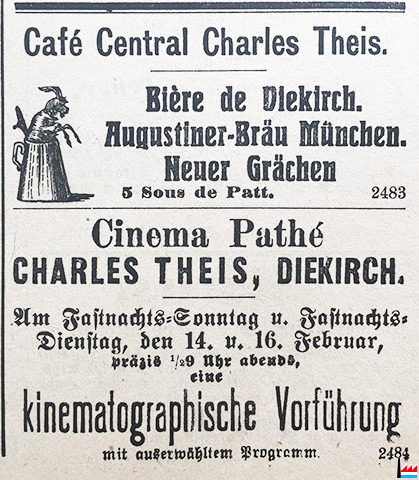 Café Central Charles Theis.
Bière de Diekirch.
Augustiner-Bräu München.
Neuer Grächen
5 Sous de Patt. 2483
Cinema Pathé
CHARLES THEIS, DIEKIRCH.
Am Fastnachts-Sonntag u. Fastnachts-
Dienstag, den 14. u. 16. Februar,
präzis ½9 Uhr abends,
eine
kinematographische Vorführung
mit auserwähltem Programm. 2484